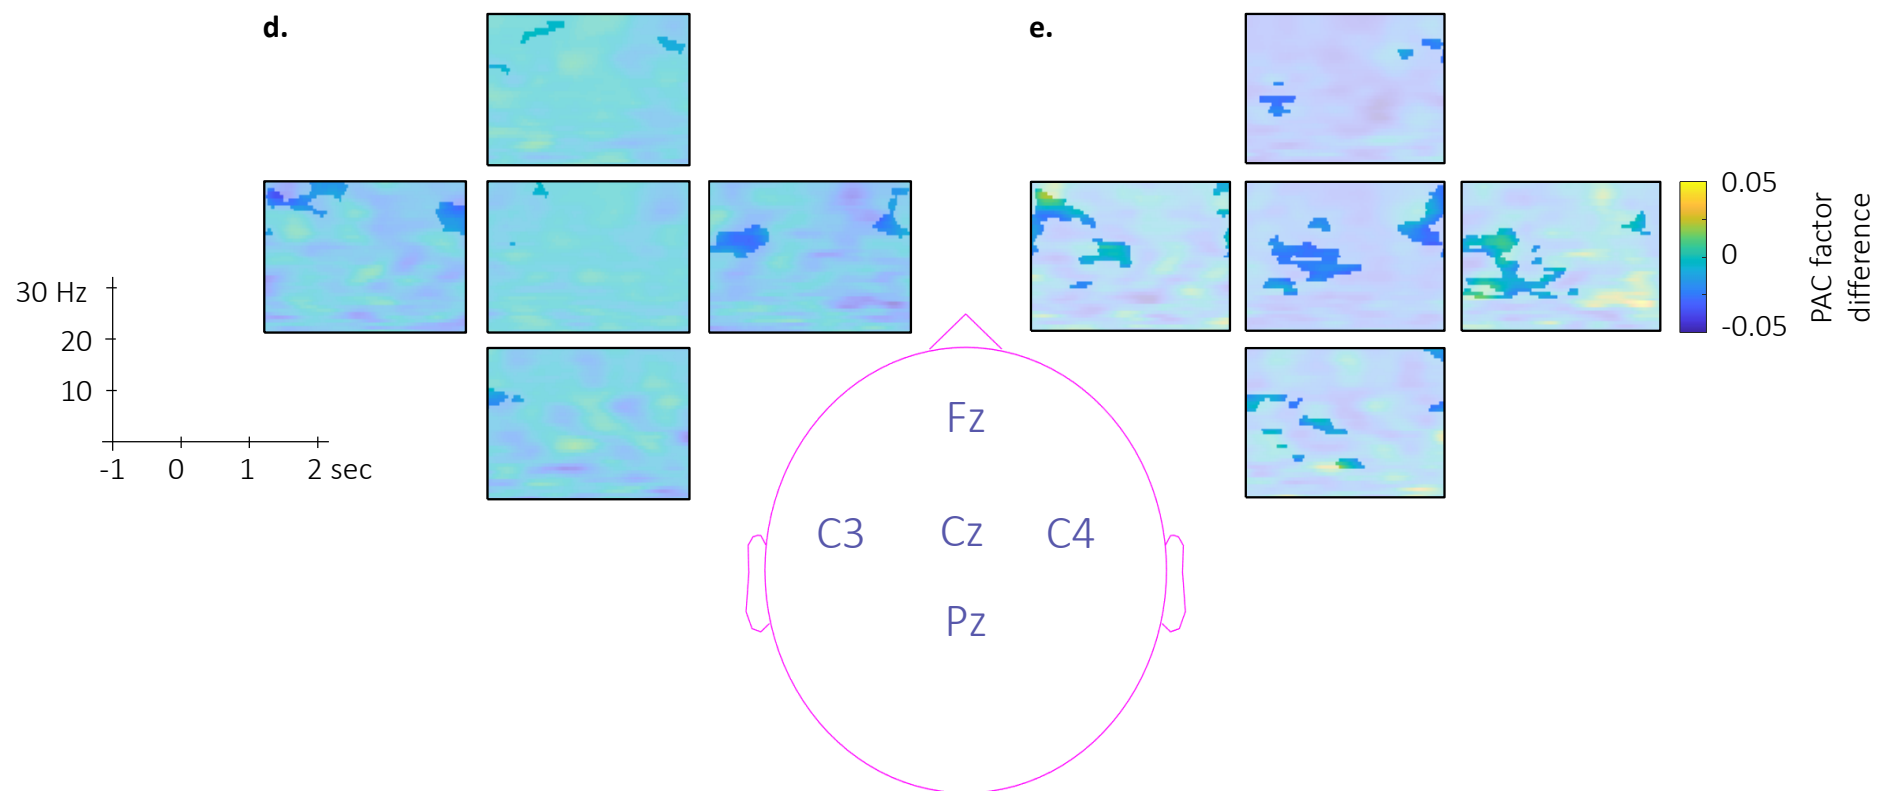 d.
e.
0.05
0
-0.05
PAC factor
difference
30 Hz
20
10
-1 0 1 2 sec
Fz
C3 Cz C4
Pz